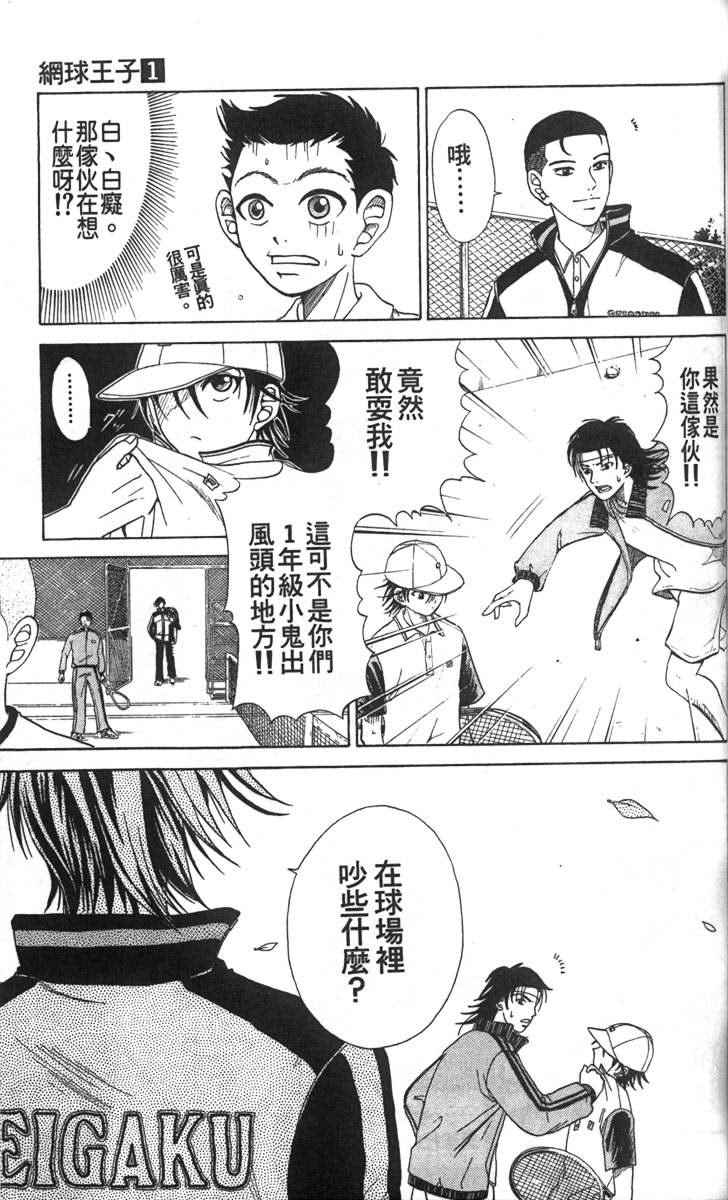 網球王子1
哦……
白、白癡。
那傢伙在想
什麼呀!?
可是真的
很厲害。
果然是
你這傢伙!!
竟然
敢耍我!!
……
這可不是你們
1年級小鬼出
風頭的地方!!
在球場裡
吵些什麼?
EIGAKU